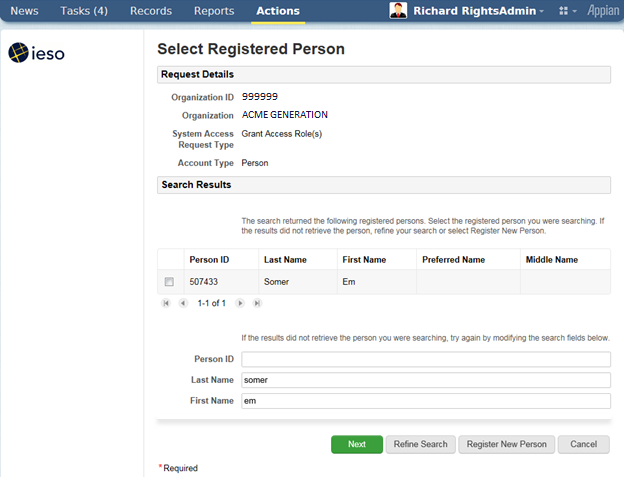 News Tasks (4) Records Reports Actions Richard RightsAdmin Appian
ieso
Select Registered Person
Request Details
Organization ID 999999
Organization ACME GENERATION
System Access Grant Access Role(s)
Request Type
Account Type Person
Search Results
The search returned the following registered persons. Select the registered person you were searching. If
the results did not retrieve the person, refine your search or select Register New Person.
Person ID Last Name First Name Preferred Name Middle Name
507433 Somer Em
1-1 of 1
If the results did not retrieve the person you were searching, try again by modifying the search fields below.
Person ID
Last Name somer
First Name em
Next Refine Search Register New Person Cancel
*Required